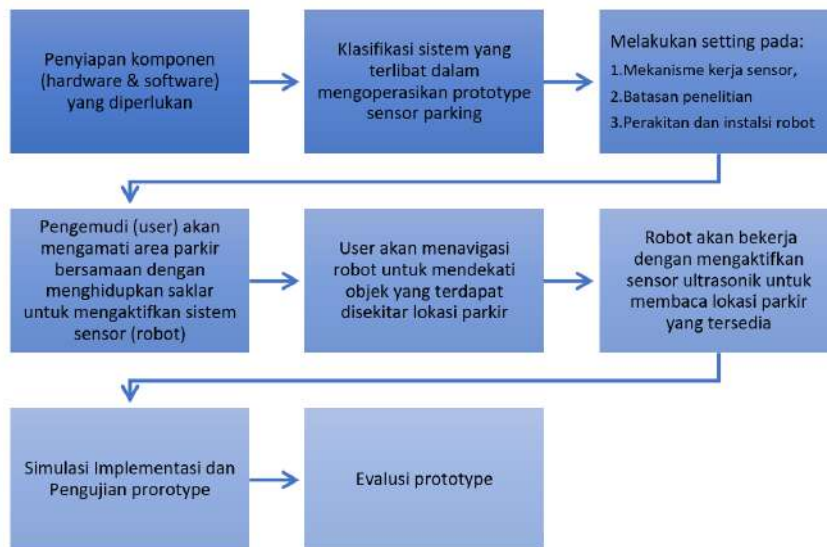 Penyiapan komponen
(hardware & software)
yang diperlukan
Klasifikasi sistem yang
terlibat dalam
mengoperasikan prototype
sensor parking
Melakukan setting pada:
1.Mekanisme kerja sensor,
2.Batasan penelitian
3.Perakitan dan instalsi robot
Pengemudi (user) akan
mengamati area parkir
bersamaan dengan
menghidupkan saklar
untuk mengaktifkan sistem
sensor (robot)
User akan menavigasi
robot untuk mendekati
objek yang terdapat
disekitar lokasi parkir
Robot akan bekerja
dengan mengaktifkan
sensor ultrasonik untuk
membaca lokasi parkir
yang tersedia
Simulasi Implementasi dan
Pengujian prorotype
Evalusi prototype